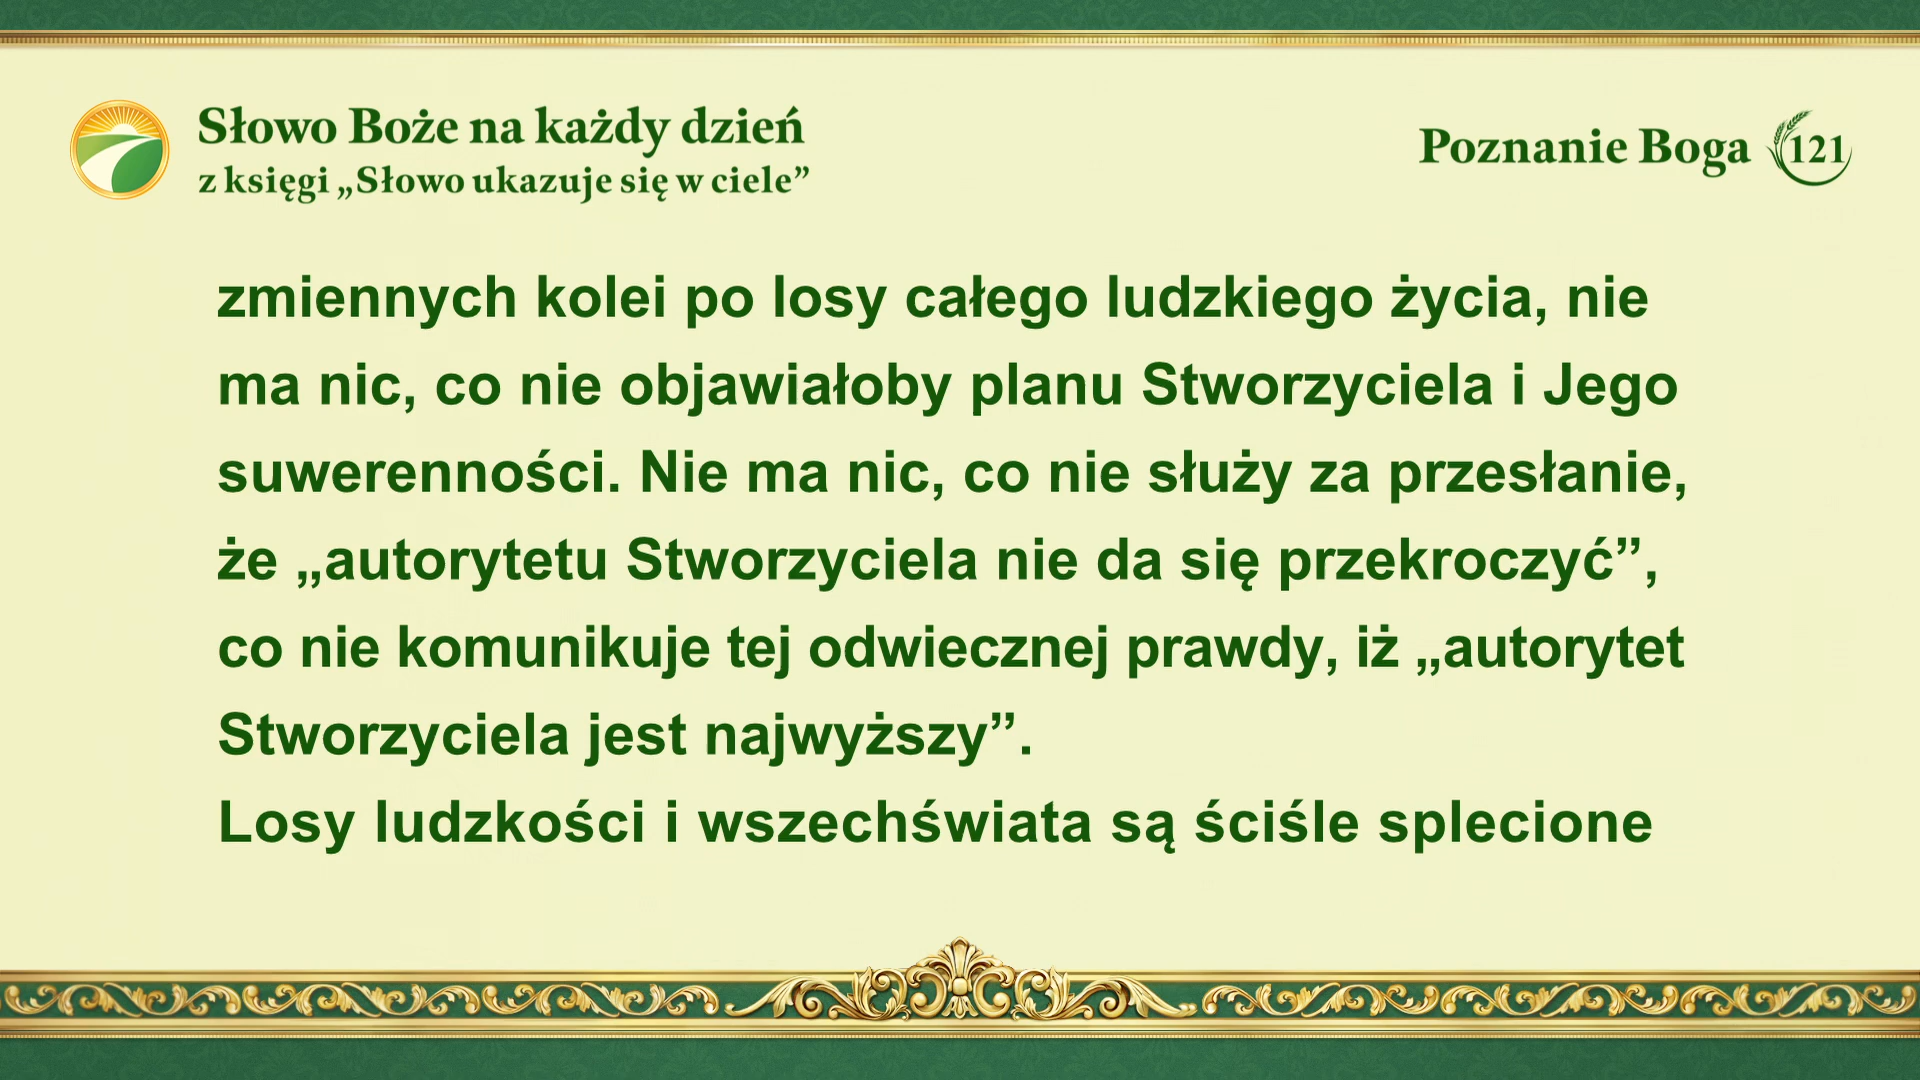 Słowo Boże na każdy dzień
z księgi „Słowo ukazuje się w ciele”
Poznanie Boga 121
zmiennych kolei po losy całego ludzkiego życia, nie
ma nic, co nie objawiałoby planu Stworzyciela i Jego
suwerenności. Nie ma nic, co nie służy za przesłanie,
że „autorytetu Stworzyciela nie da się przekroczyć”,
co nie komunikuje tej odwiecznej prawdy, iż „autorytet
Stworzyciela jest najwyższy”.
Losy ludzkości i wszechświata są ściśle splecione